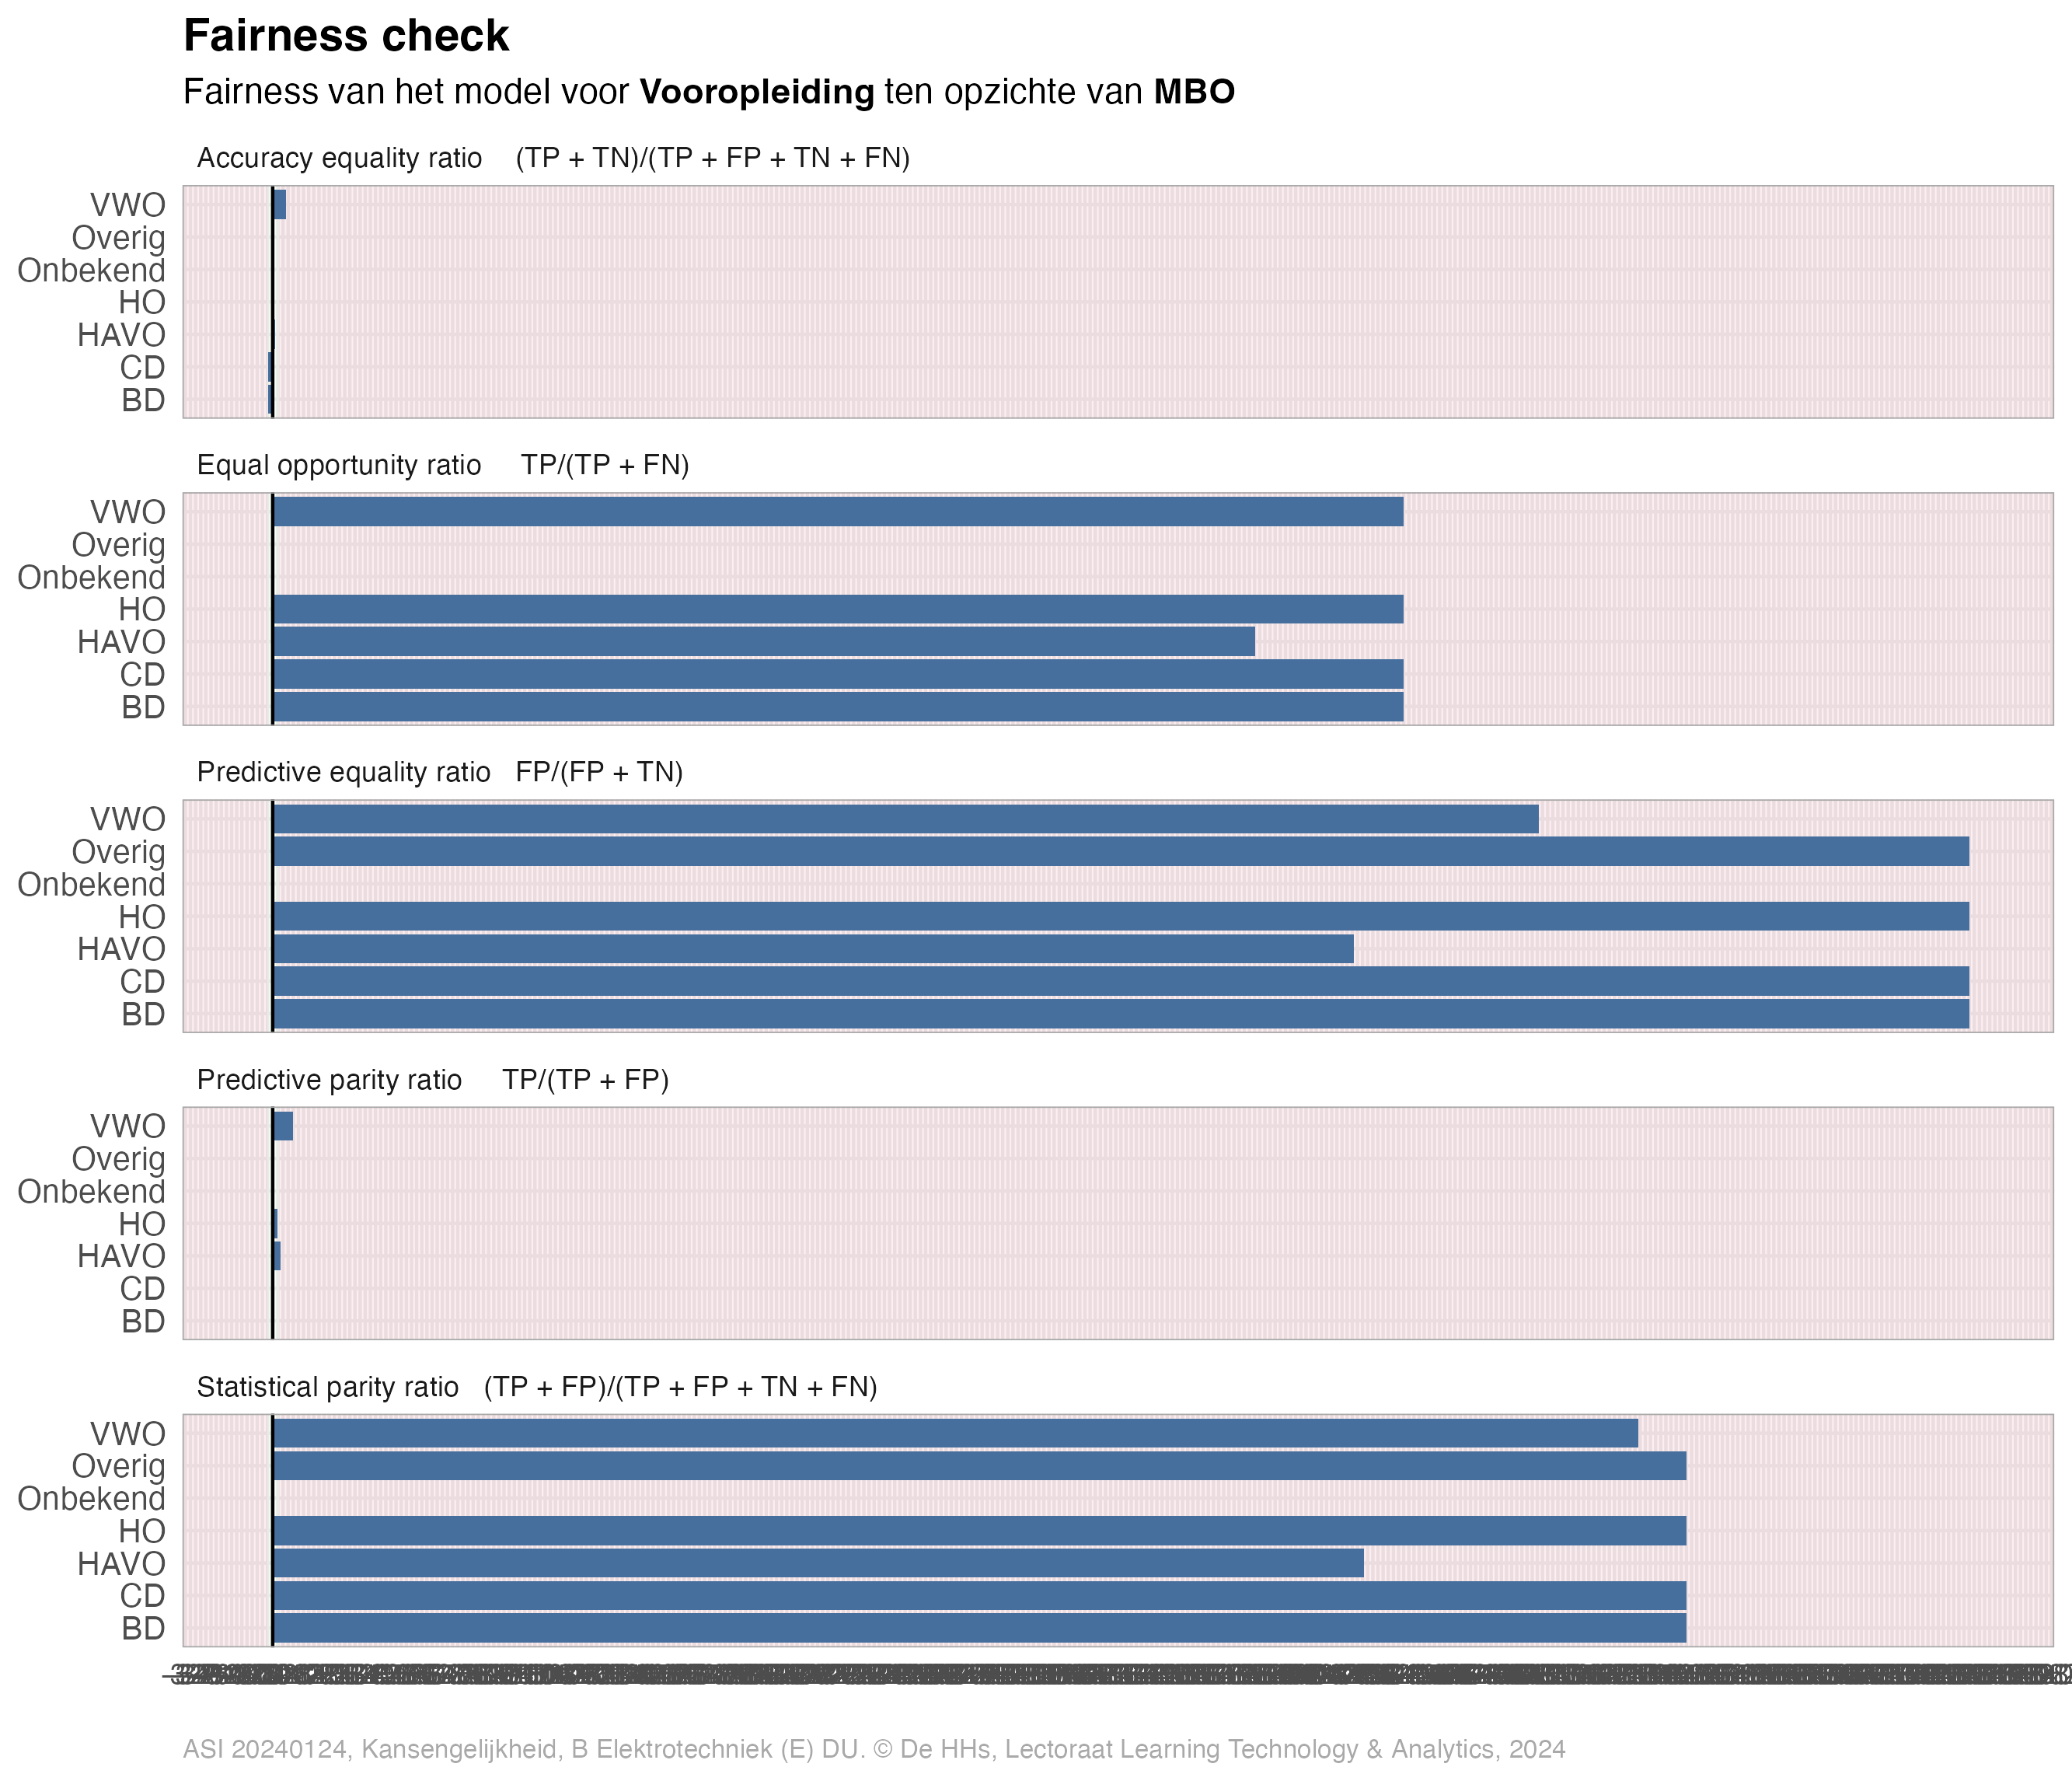 Fairness check
Fairness van het model voor Vooropleiding ten opzichte van MBO
Accuracy equality ratio (TP + TN)/(TP + FP + TN + FN)
VWO
Overig
Onbekend
HO
HAVO
CD
BD
Equal opportunity ratio TP/(TP + FN)
VWO
Overig
Onbekend
HO
HAVO
CD
BD
Predictive equality ratio FP/(FP + TN)
VWO
Overig
Onbekend
HO
HAVO
CD
BD
Predictive parity ratio TP/(TP + FP)
VWO
Overig
Onbekend
HO
HAVO
CD
BD
Statistical parity ratio (TP + FP)/(TP + FP + TN + FN)
VWO
Overig
Onbekend
HO
HAVO
CD
BD
ASI 20240124, Kansengelijkheid, B Elektrotechniek (E) DU. © De HHs, Lectoraat Learning Technology & Analytics, 2024